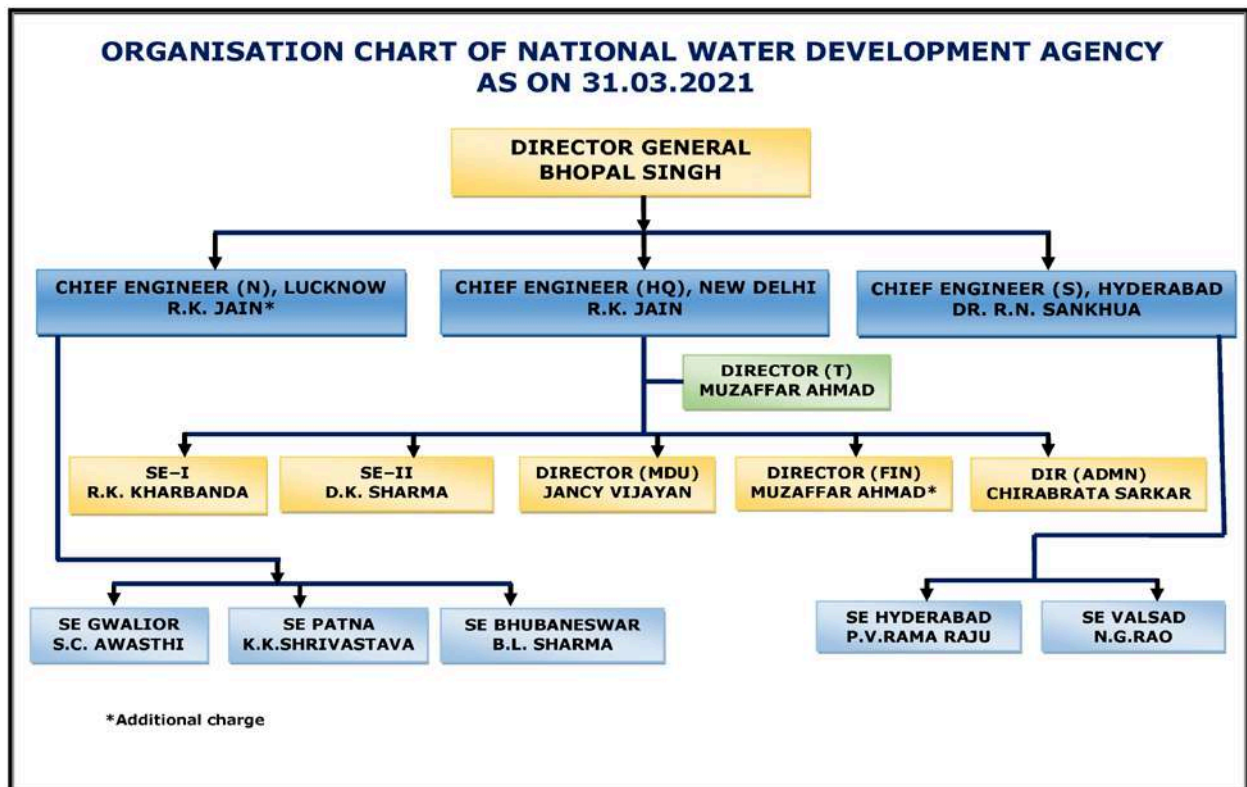 ORGANISATION CHART OF NATIONAL WATER DEVELOPMENT AGENCY
AS ON 31.03.2021
DIRECTOR GENERAL
BHOPAL SINGH
CHIEF ENGINEER (N), LUCKNOW
R.K. JAIN*
CHIEF ENGINEER (HQ), NEW DELHI
R.K. JAIN
CHIEF ENGINEER (S), HYDERABAD
DR. R.N. SANKHUA
DIRECTOR (T)
MUZAFFAR AHMAD
SE–I
R.K. KHARBANDA
SE–II
D.K. SHARMA
DIRECTOR (MDU)
JANCY VIJAYAN
DIRECTOR (FIN)
MUZAFFAR AHMAD*
DIR (ADMN)
CHIRABRATA SARKAR
SE GWALIOR
S.C. AWASTHI
SE PATNA
K.K.SHRIVASTAVA
SE BHUBANESWAR
B.L. SHARMA
SE HYDERABAD
P.V.RAMA RAJU
SE VALSAD
N.G.RAO
*Additional charge